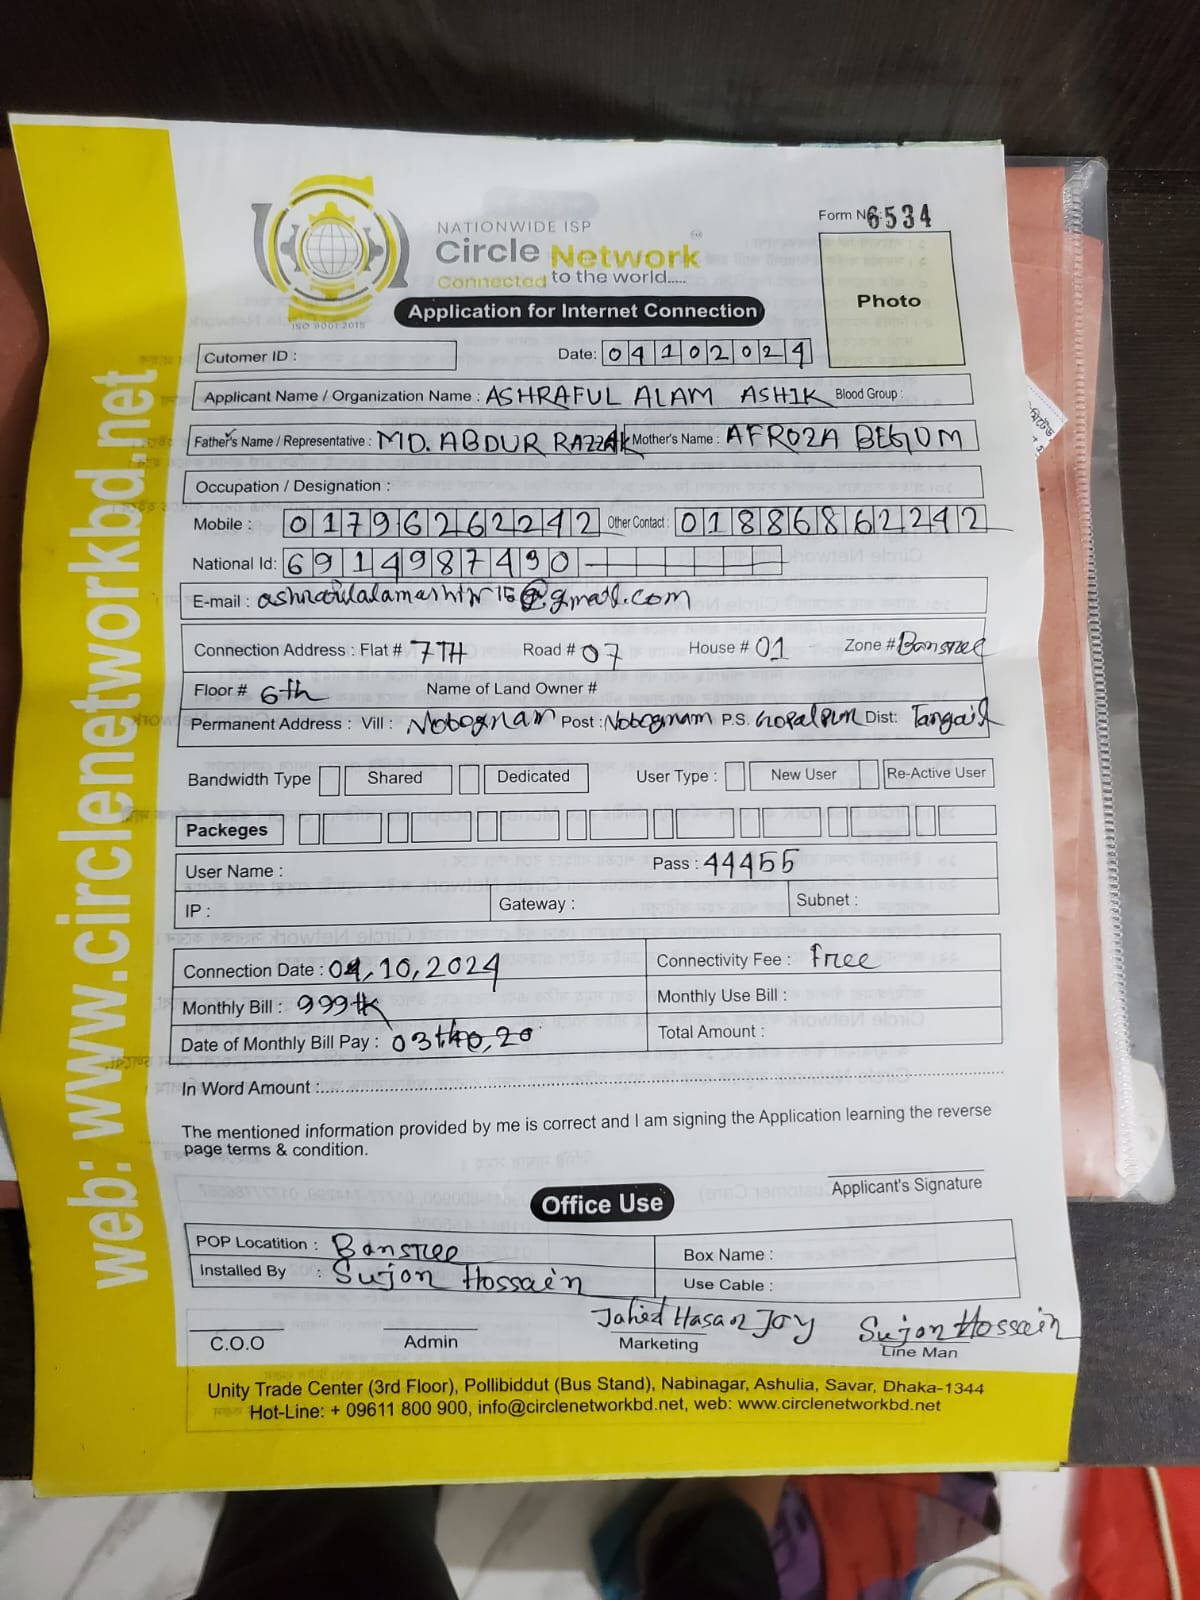 web: www.circlenetworkbd.net
ISO 9001:2015
NATIONWIDE ISP
Circle Network
Connected to the world.....
Application for Internet Connection
Form No: 6534
Photo
Cutomer ID :
Date: 04102024
Applicant Name / Organization Name : ASHRAFUL ALAM ASHIK Blood Group :
Father's Name / Representative : MD. ABDUR RAZZAK Mother's Name : AFROZA BEGUM
Occupation / Designation :
Mobile : 01796262242 Other Contact : 01886862242
National Id: 6914987490
E-mail : @gmail.com
Connection Address : Flat # 7TH Road # 07 House # 01 Zone # Bansree
Floor # 6th Name of Land Owner #
Permanent Address : Vill : Nobogram Post : Nobogram P.S. Gopalpur Dist: Tangail
Bandwidth Type Shared Dedicated User Type : New User Re-Active User
Packeges
User Name : Pass : 44455
IP : Gateway : Subnet :
Connection Date : 04,10,2024 Connectivity Fee : free
Monthly Bill : 999tk Monthly Use Bill :
Date of Monthly Bill Pay : Total Amount :
In Word Amount :
The mentioned information provided by me is correct and I am signing the Application learning the reverse
page terms & condition.
Applicant's Signature
Office Use
POP Locatition : Bansree Box Name :
Installed By : Sujon Hossain Use Cable :
Jahid Hasan Joy Sujon Hossain
C.O.O Admin Marketing Line Man
Unity Trade Center (3rd Floor), Pollibiddut (Bus Stand), Nabinagar, Ashulia, Savar, Dhaka-1344
Hot-Line: + 09611 800 900, info@circlenetworkbd.net, web: www.circlenetworkbd.net